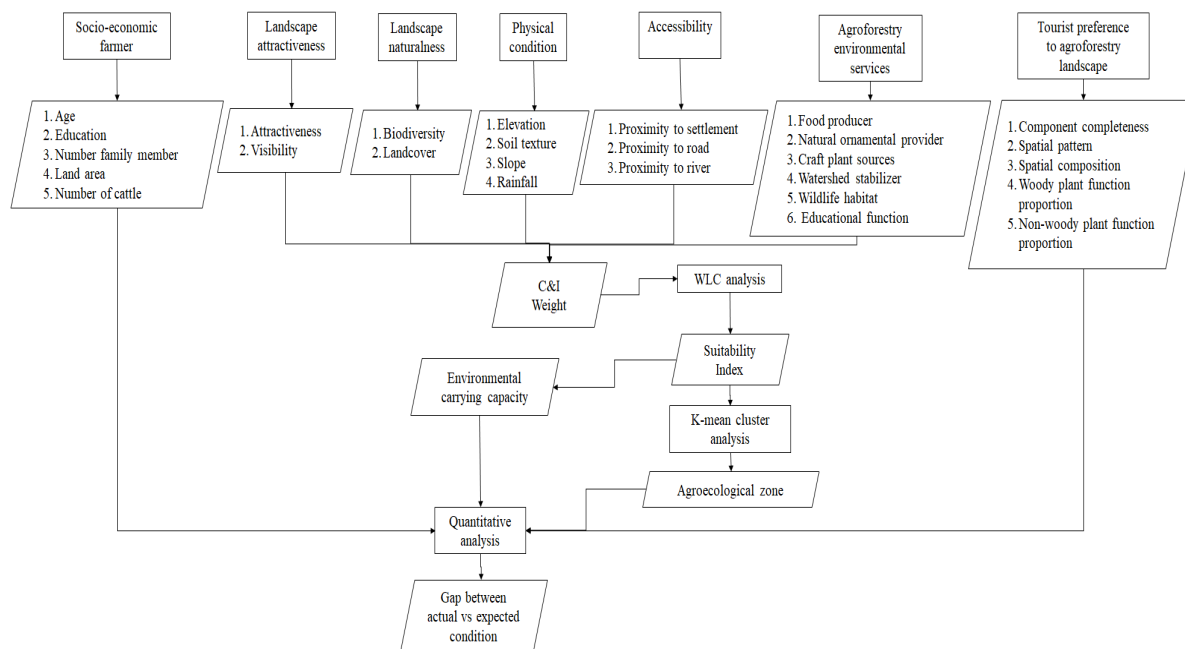 Socio-economic
farmer
Landscape
attractiveness
Landscape
naturalness
Physical
condition
Accessibility
Agroforestry
environmental
services
Tourist preference
to agroforestry
landscape
1. Age
2. Education
3. Number family member
4. Land area
5. Number of cattle
1. Attractiveness
2. Visibility
1. Biodiversity
2. Landcover
1. Elevation
2. Soil texture
3. Slope
4. Rainfall
1. Proximity to settlement
2. Proximity to road
3. Proximity to river
1. Food producer
2. Natural ornamental provider
3. Craft plant sources
4. Watershed stabilizer
5. Wildlife habitat
6. Educational function
1. Component completeness
2. Spatial pattern
3. Spatial composition
4. Woody plant function
proportion
5. Non-woody plant function
proportion
C&I
Weight
WLC analysis
Suitability
Index
Environmental
carrying capacity
K-mean cluster
analysis
Agroecological zone
Quantitative
analysis
Gap between
actual vs expected
condition